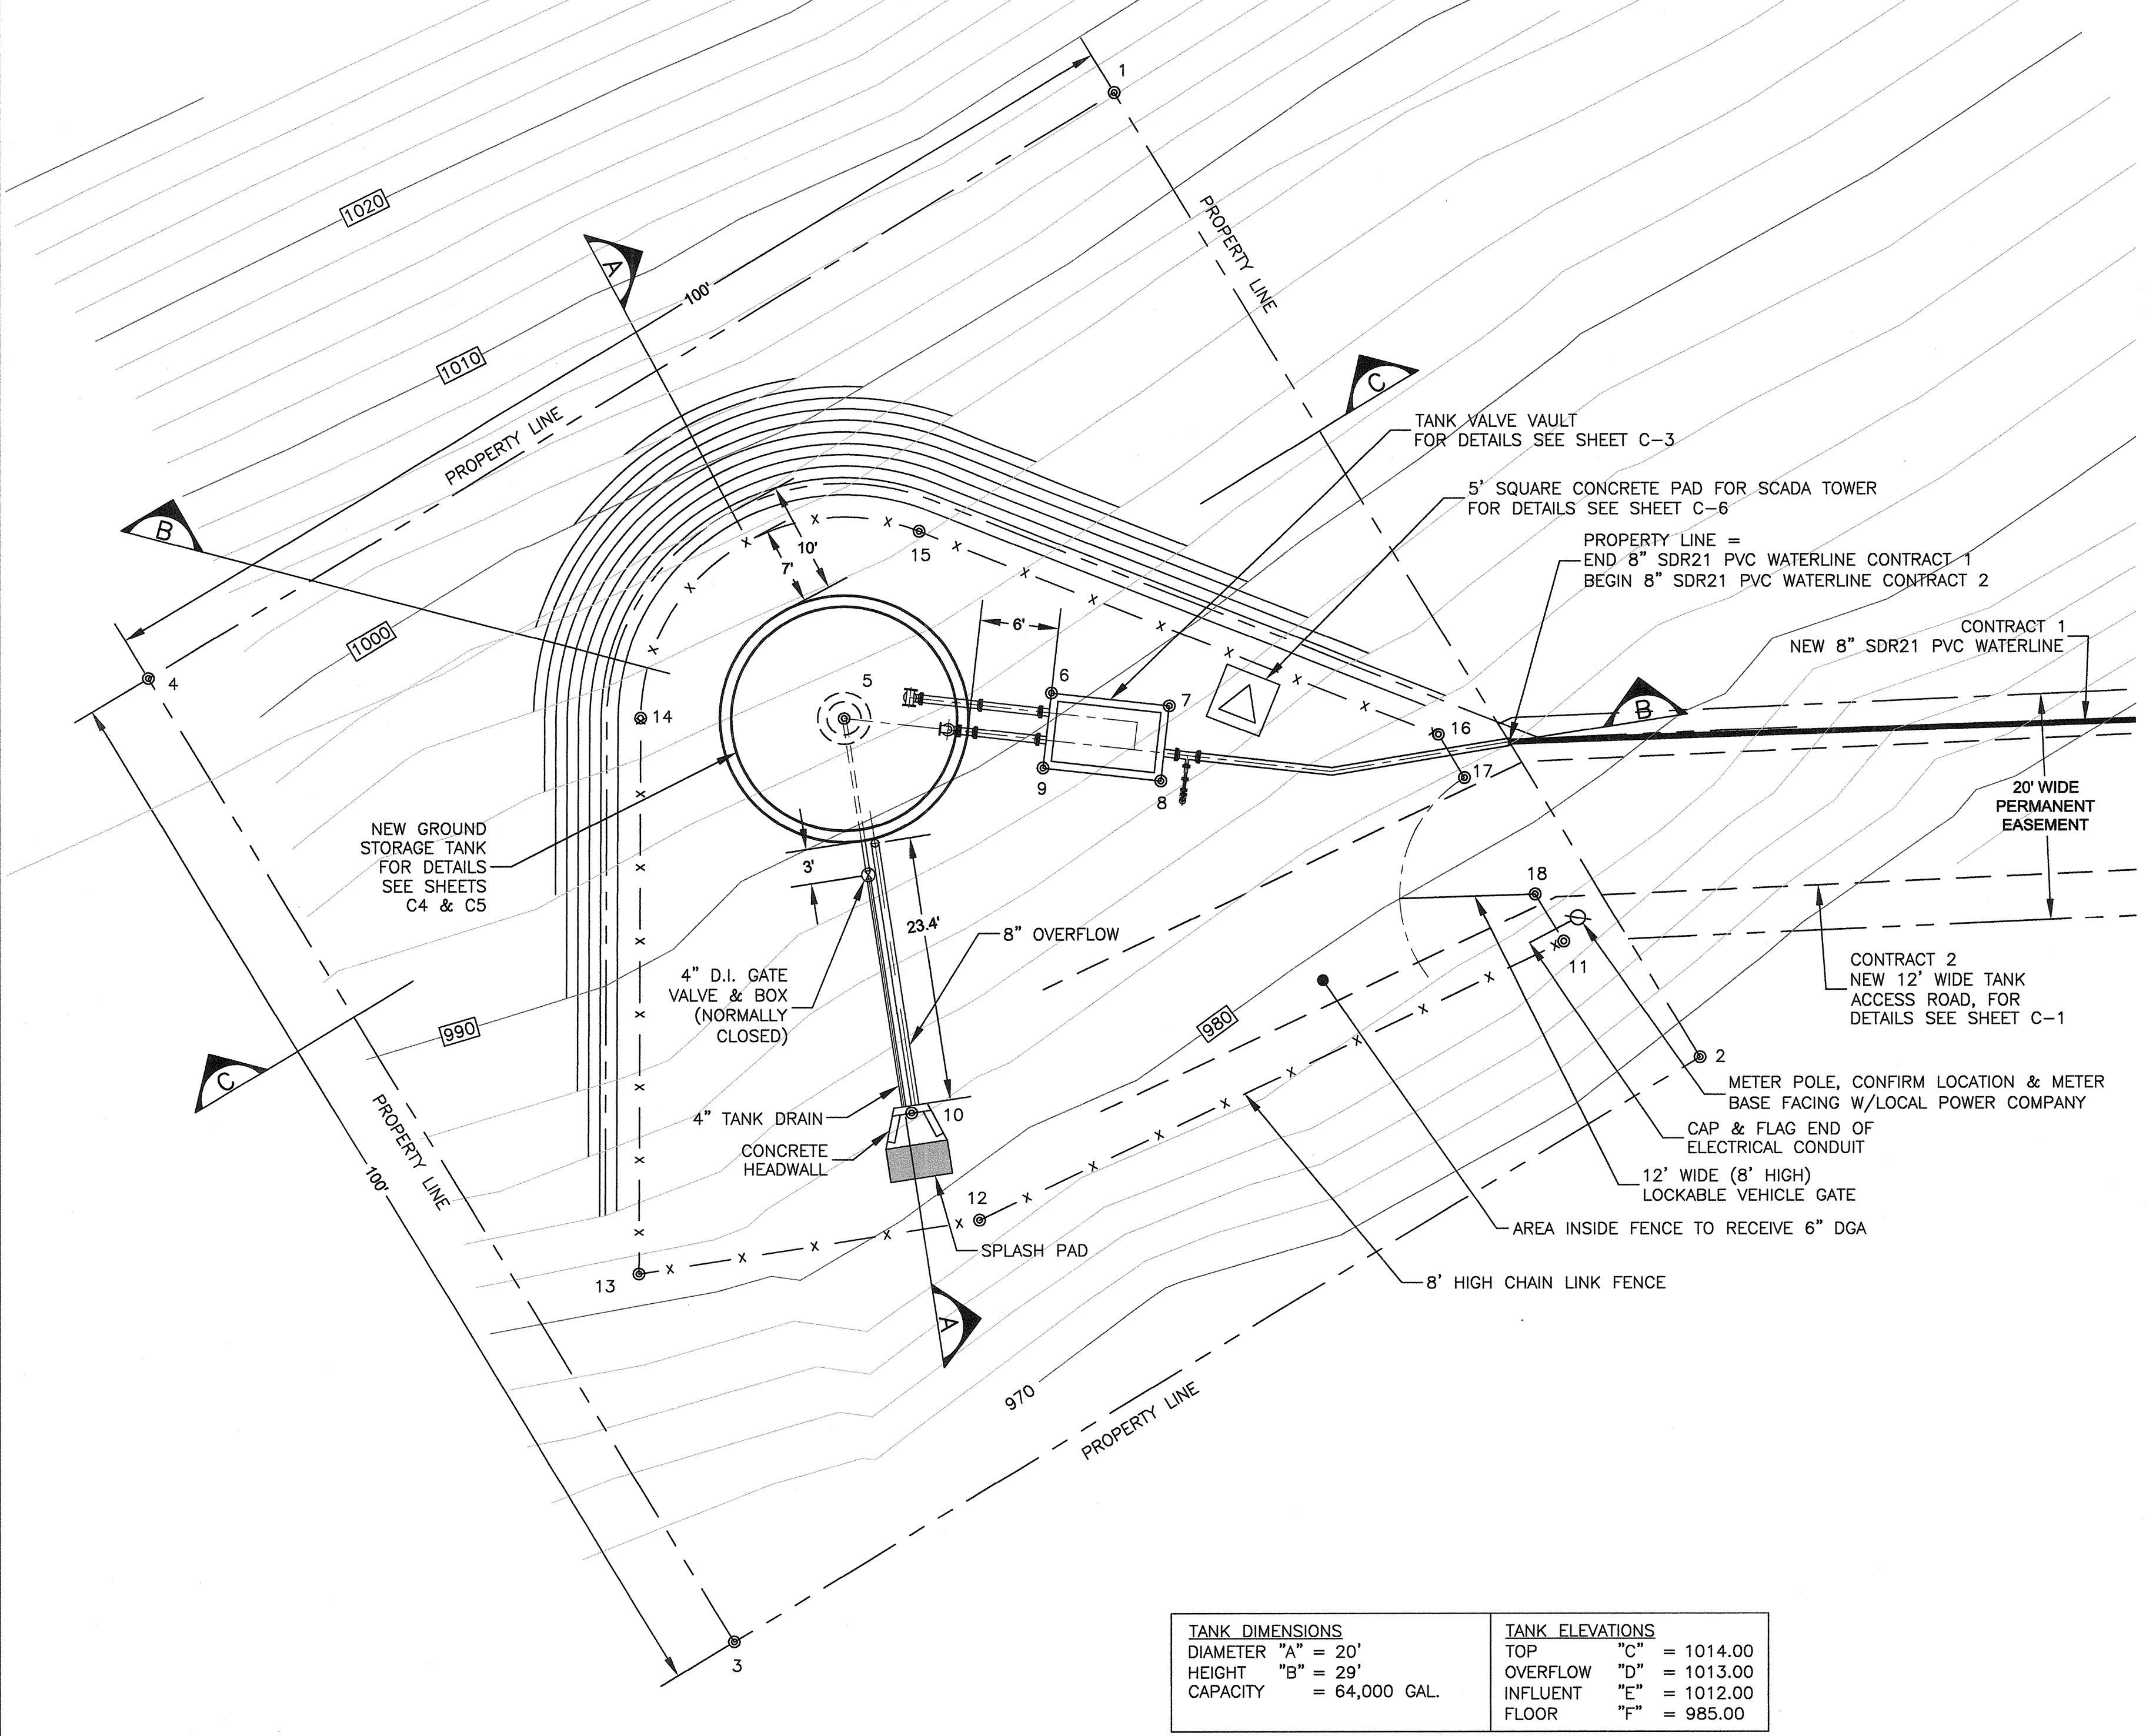 1
PROPERTY LINE
1020
A
100'
1010
C
PROPERTY LINE
TANK VALVE VAULT
FOR DETAILS SEE SHEET C-3
5' SQUARE CONCRETE PAD FOR SCADA TOWER
FOR DETAILS SEE SHEET C-6
B
10'
7'
15
PROPERTY LINE =
END 8" SDR21 PVC WATERLINE CONTRACT 1
BEGIN 8" SDR21 PVC WATERLINE CONTRACT 2
1000
6'
CONTRACT 1
NEW 8" SDR21 PVC WATERLINE
4
5
6
7
14
B
16
17
9
8
20' WIDE
PERMANENT
EASEMENT
NEW GROUND
STORAGE TANK
FOR DETAILS
SEE SHEETS
C4 & C5
3'
18
23.4'
8" OVERFLOW
11
4" D.I. GATE
VALVE & BOX
(NORMALLY
CLOSED)
CONTRACT 2
NEW 12' WIDE TANK
ACCESS ROAD, FOR
DETAILS SEE SHEET C-1
990
980
C
2
METER POLE, CONFIRM LOCATION & METER
BASE FACING W/LOCAL POWER COMPANY
4" TANK DRAIN
10
CONCRETE
HEADWALL
CAP & FLAG END OF
ELECTRICAL CONDUIT
PROPERTY LINE
100'
12' WIDE (8' HIGH)
LOCKABLE VEHICLE GATE
12
AREA INSIDE FENCE TO RECEIVE 6" DGA
SPLASH PAD
13
8' HIGH CHAIN LINK FENCE
A
970
PROPERTY LINE
3
TANK DIMENSIONS
DIAMETER "A" = 20'
HEIGHT "B" = 29'
CAPACITY = 64,000 GAL.
TANK ELEVATIONS
TOP "C" = 1014.00
OVERFLOW "D" = 1013.00
INFLUENT "E" = 1012.00
FLOOR "F" = 985.00